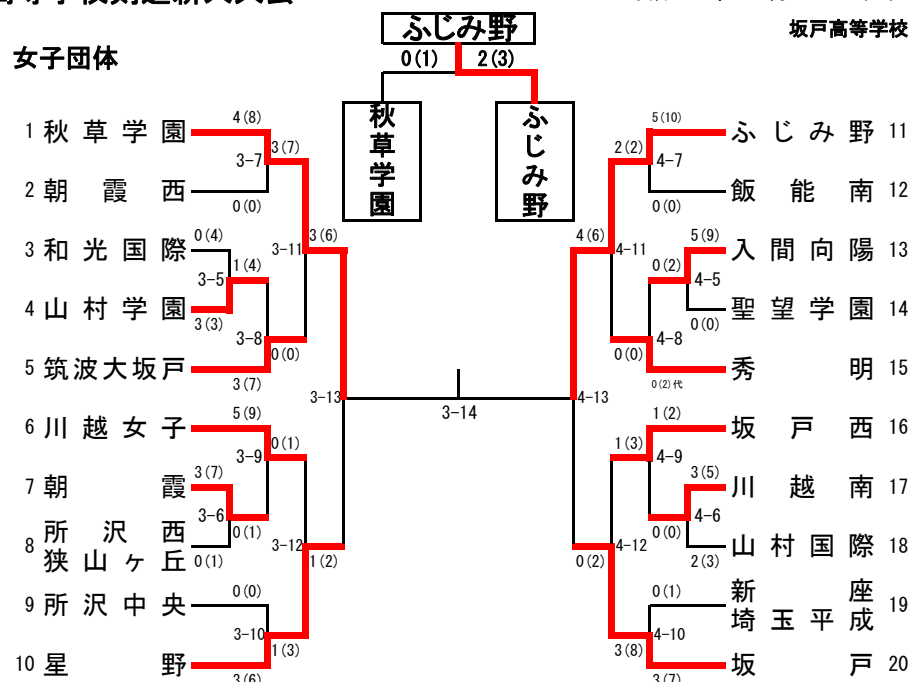 坂戸高等学校
ふじみ野
女子団体
0(1) 2(3)
秋草学園
ふじみ野
4(8)
1 秋草学園
3(7)
3-7
2 朝霞西
0(0)
0(4)
3 和光国際
3-5
1(4)
3-11
3(6)
4 山村学園
3(3)
3-8
0(0)
5 筑波大坂戸
3(7)
3-13
5(9)
6 川越女子
0(1)
3-9
3(7)
7 朝霞
3-6
0(1)
8 所沢西
狭山ヶ丘
0(1)
3-12
1(2)
0(0)
9 所沢中央
3-10
1(3)
10 星野
3(6)
3-14
5(10)
ふじみ野 11
2(2)
4-7
飯能南 12
0(0)
4(6)
4-11
5(9)
入間向陽 13
0(2)
4-5
聖望学園 14
0(0)
4-8
0(0)
秀明 15
0(2)代
4-13
1(2)
坂戸西 16
1(3)
4-9
3(5)
川越南 17
4-6
0(0)
山村国際 18
2(3)
4-12
0(2)
0(1)
新座
埼玉平成 19
4-10
3(8)
坂戸 20
3(7)